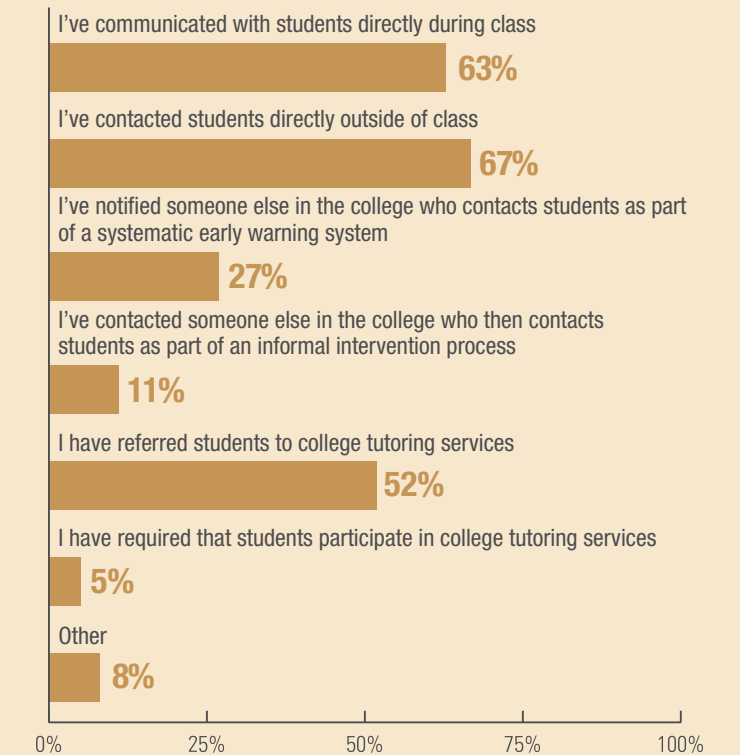 I’ve communicated with students directly during class
63%
I’ve contacted students directly outside of class
67%
I’ve notified someone else in the college who contacts students as part
of a systematic early warning system
27%
I’ve contacted someone else in the college who then contacts
students as part of an informal intervention process
11%
I have referred students to college tutoring services
52%
I have required that students participate in college tutoring services
5%
Other
8%
0% 25% 50% 75% 100%